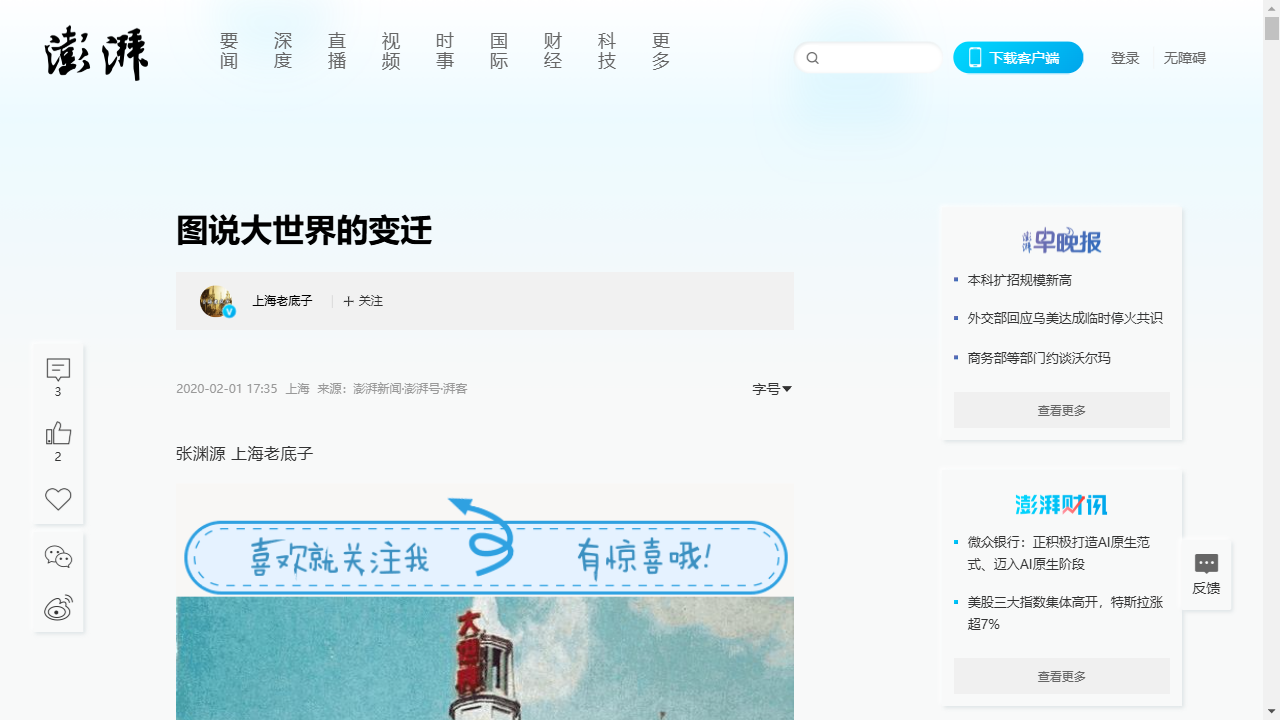 澎湃
要闻
深度
直播
视频
时事
国际
财经
科技
更多
下载客户端
登录
无障碍
图说大世界的变迁
上海老底子
关注
2020-02-01 17:35 上海 来源：澎湃新闻·澎湃号·湃客
字号
张渊源 上海老底子
喜欢就关注我 有惊喜哦!
大世界
3
2
澎湃早晚报
本科扩招规模新高
外交部回应乌美达成临时停火共识
商务部等部门约谈沃尔玛
查看更多
澎湃财讯
微众银行：正积极打造AI原生范
式、迈入AI原生阶段
美股三大指数集体高开，特斯拉涨
超7%
查看更多
反馈